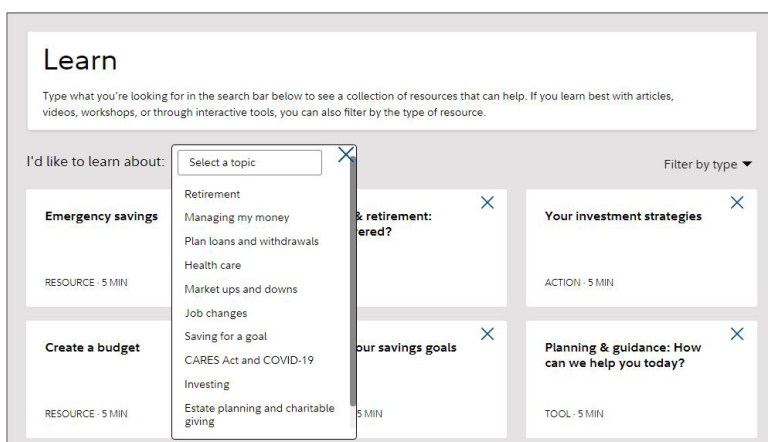 Learn
Type what you're looking for in the search bar below to see a collection of resources that can help. If you learn best with articles,
videos, workshops, or through interactive tools, you can also filter by the type of resource.
I'd like to learn about:
Select a topic
Filter by type
Retirement
Managing my money
Plan loans and withdrawals
Health care
Market ups and downs
Job changes
Saving for a goal
CARES Act and COVID-19
Investing
Estate planning and charitable
giving
Emergency savings
RESOURCE · 5 MIN
& retirement:
ered?
Your investment strategies
ACTION · 5 MIN
Create a budget
RESOURCE · 5 MIN
our savings goals
5 MIN
Planning & guidance: How
can we help you today?
TOOL · 5 MIN